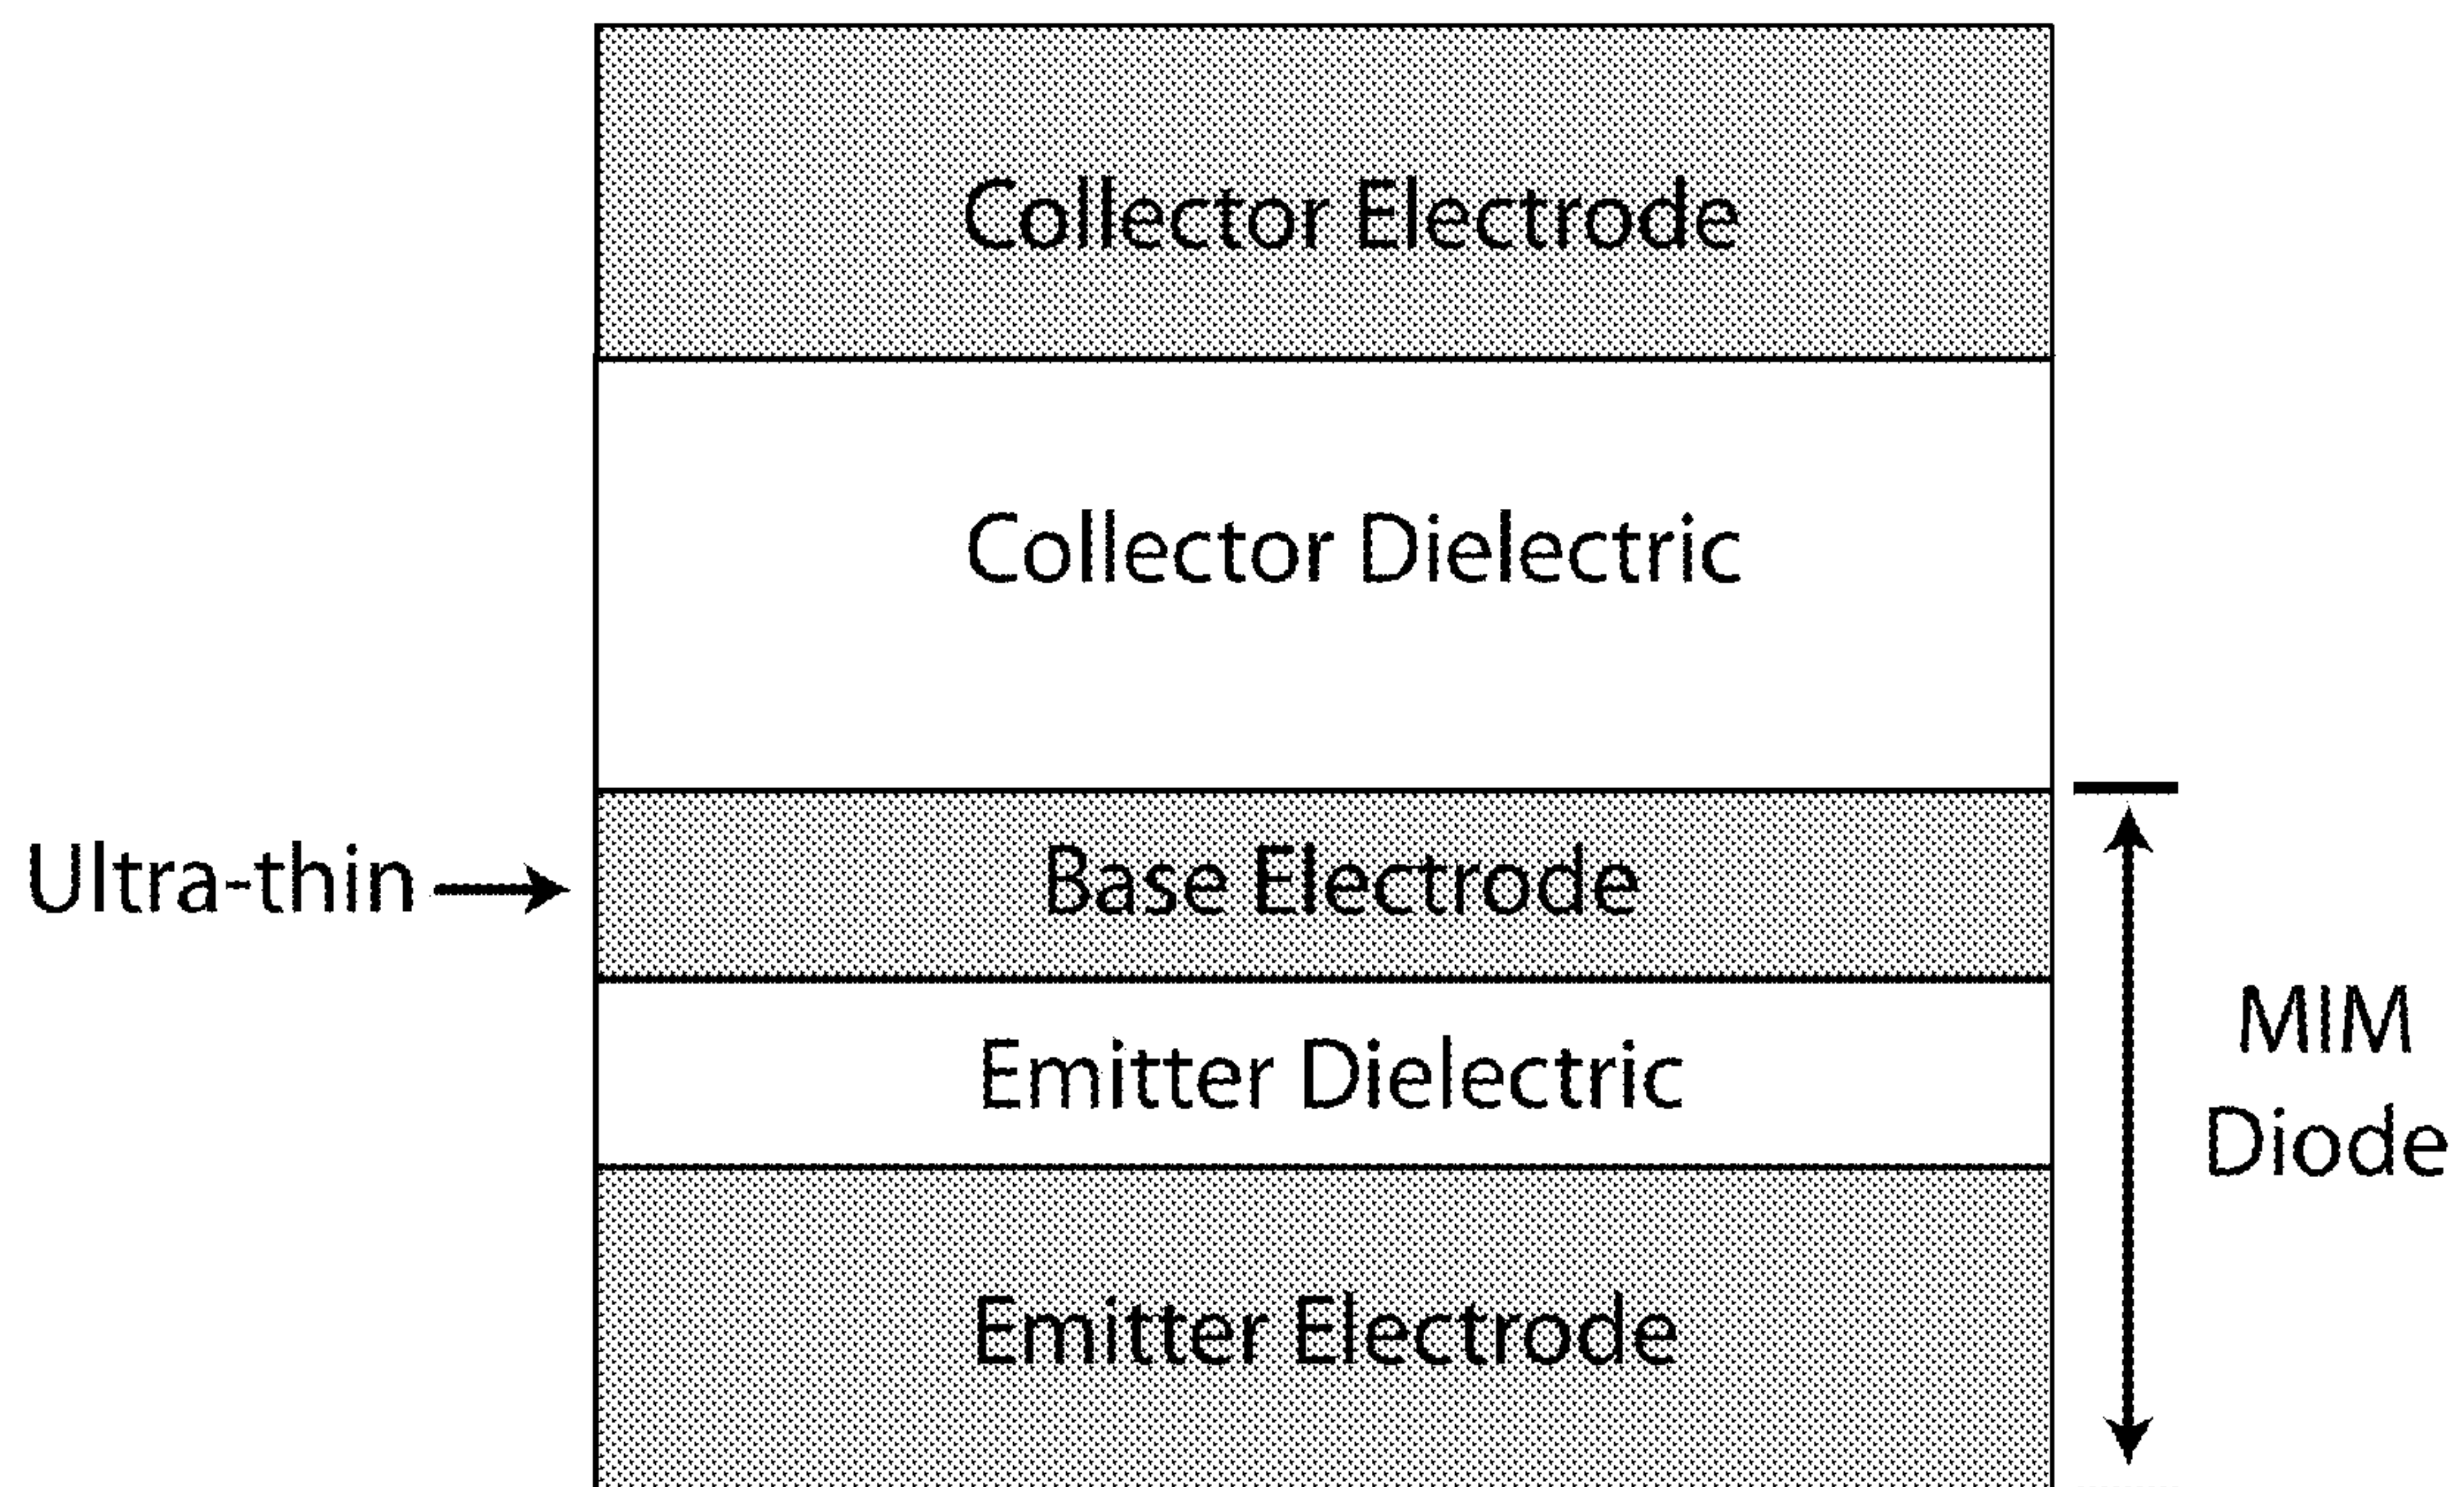 Collector Electrode
Collector Dielectric
Ultra-thin
Base Electrode
Emitter Dielectric
Emitter Electrode
MIM
Diode